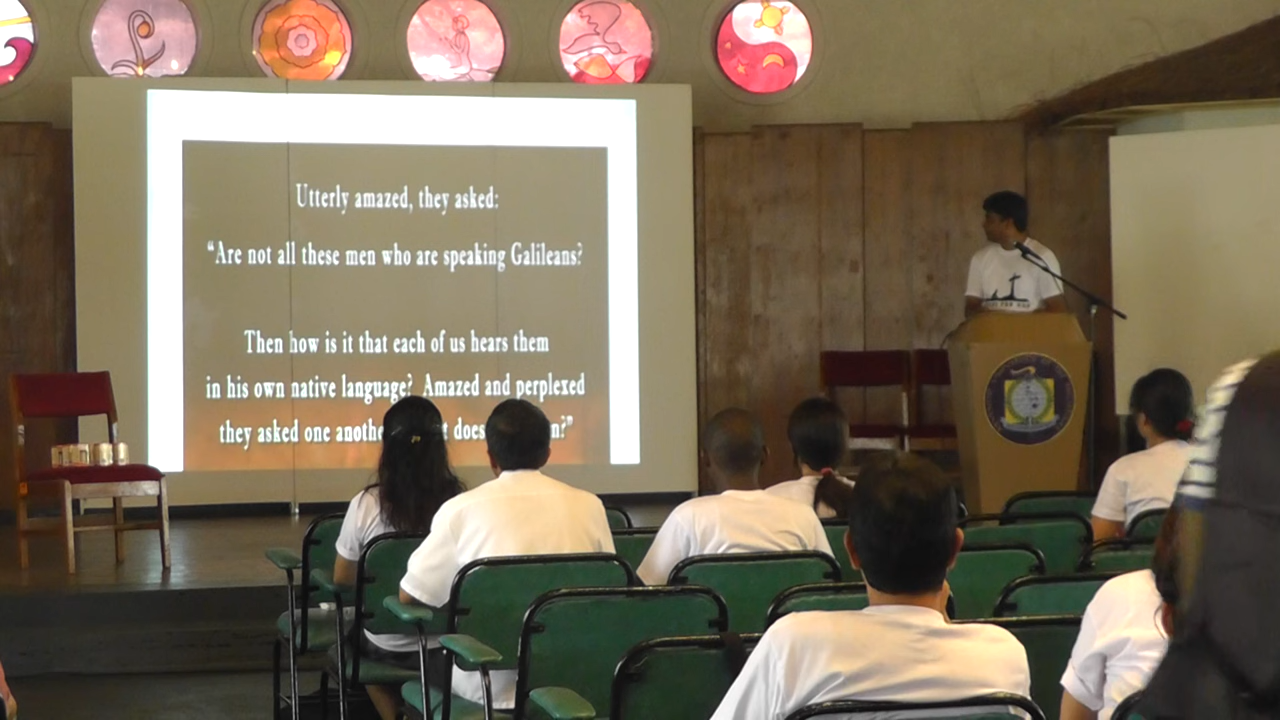 Utterly amazed, they asked:
“Are not all these men who are speaking Galileans?
Then how is it that each of us hears them
in his own native language? Amazed and perplexed
they asked one does